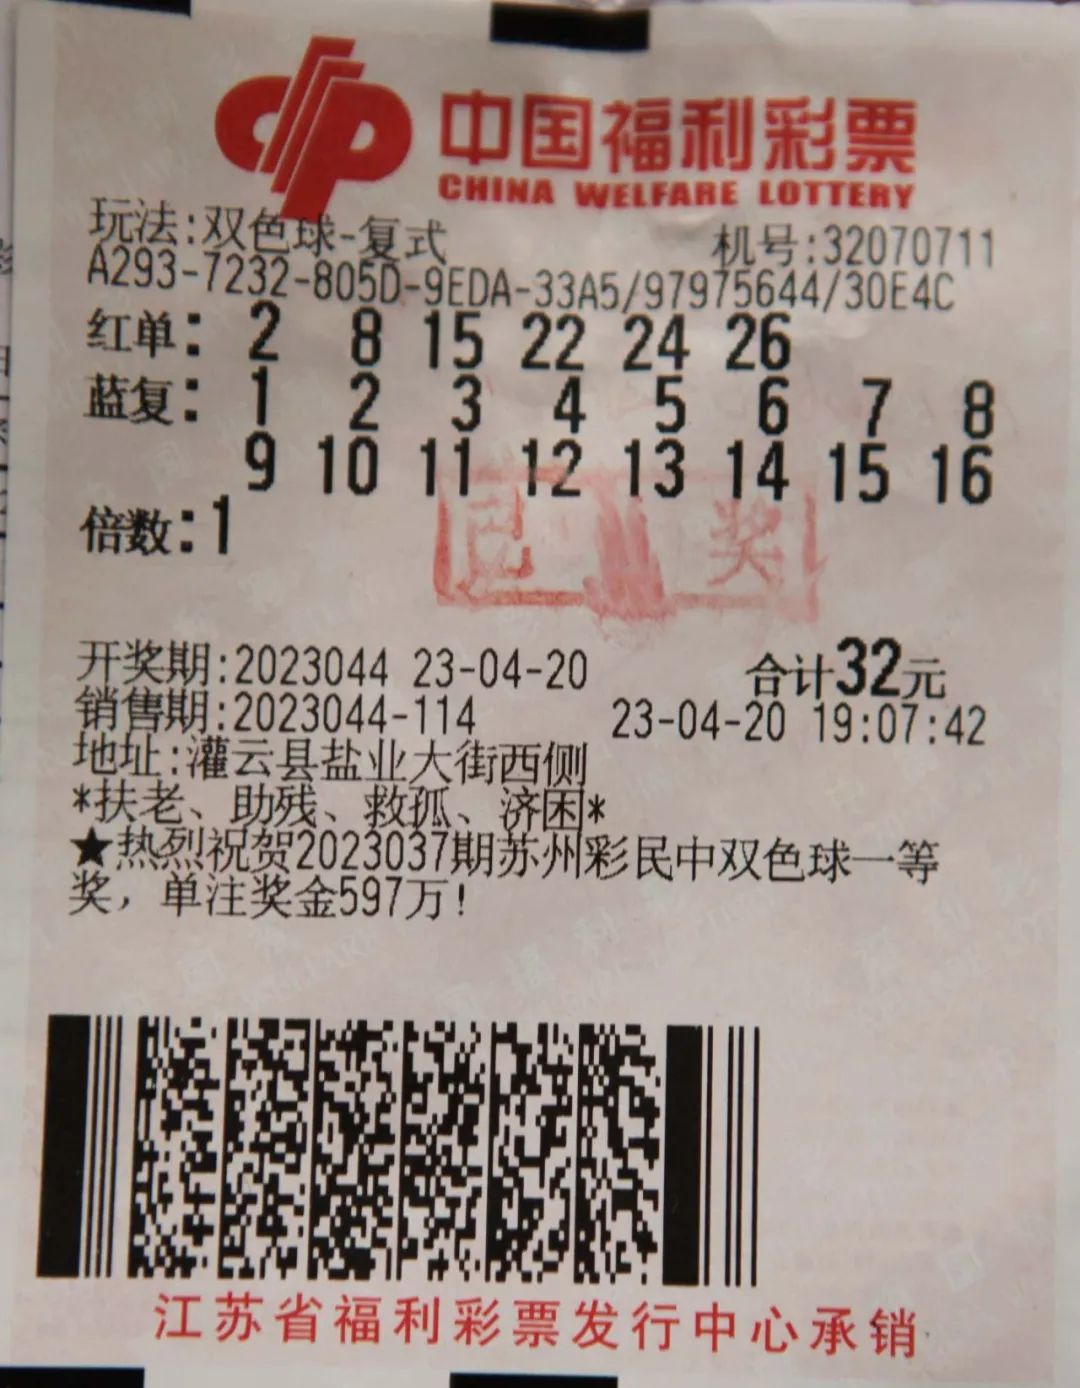 中国福利彩票
CHINA WELFARE LOTTERY
玩法:双色球-复式 机号:32070711
A293-7232-805D-9EDA-33A5/97975644/30E4C
红单: 2 8 15 22 24 26
蓝复: 1 2 3 4 5 6 7 8
9 10 11 12 13 14 15 16
倍数:1
已 奖
开奖期:2023044 23-04-20 合计32元
销售期:2023044-114 23-04-20 19:07:42
地址:灌云县盐业大街西侧
*扶老、助残、救孤、济困*
★热烈祝贺2023037期苏州彩民中双色球一等
奖，单注奖金597万!
江苏省福利彩票发行中心承销